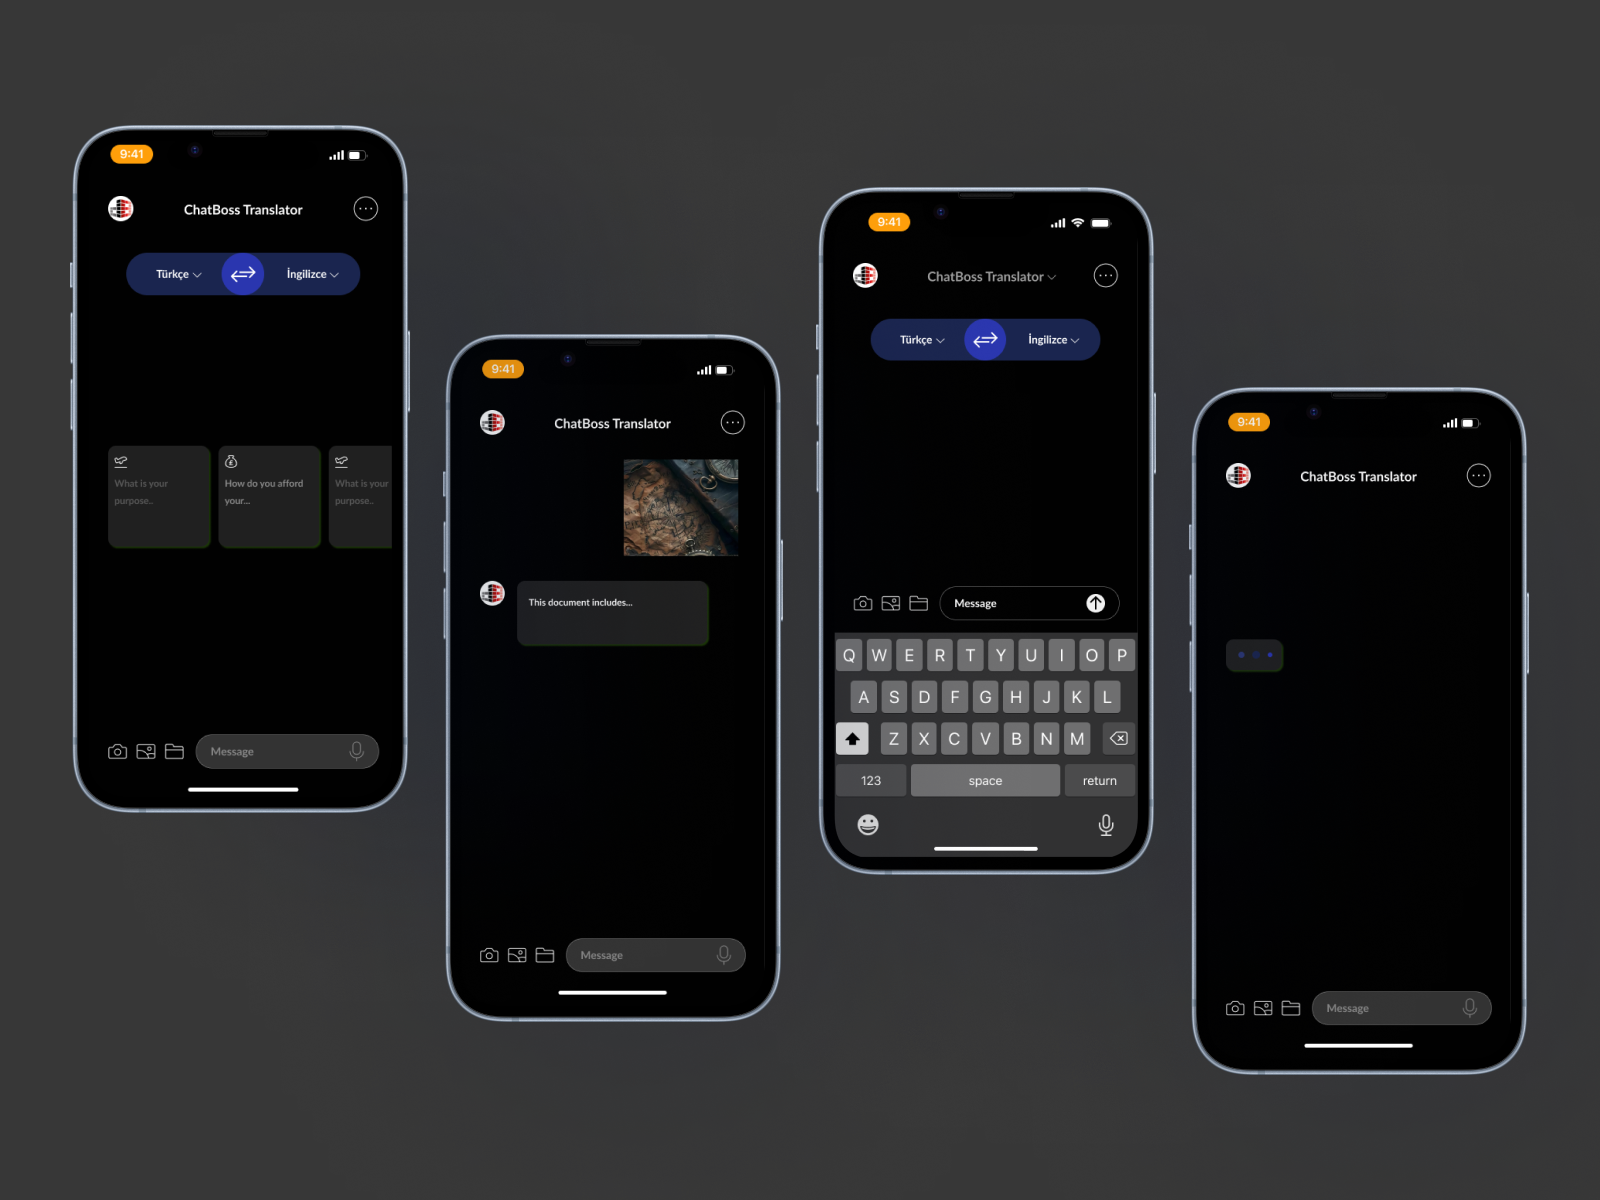 9:41
ChatBoss Translator
Türkçe
İngilizce
What is your
purpose..
How do you afford
your...
What is your
purpose..
Message
9:41
ChatBoss Translator
This document includes...
Message
9:41
ChatBoss Translator
Türkçe
İngilizce
Message
Q W E R T Y U I O P
A S D F G H J K L
Z X C V B N M
123 space return
9:41
ChatBoss Translator
Message